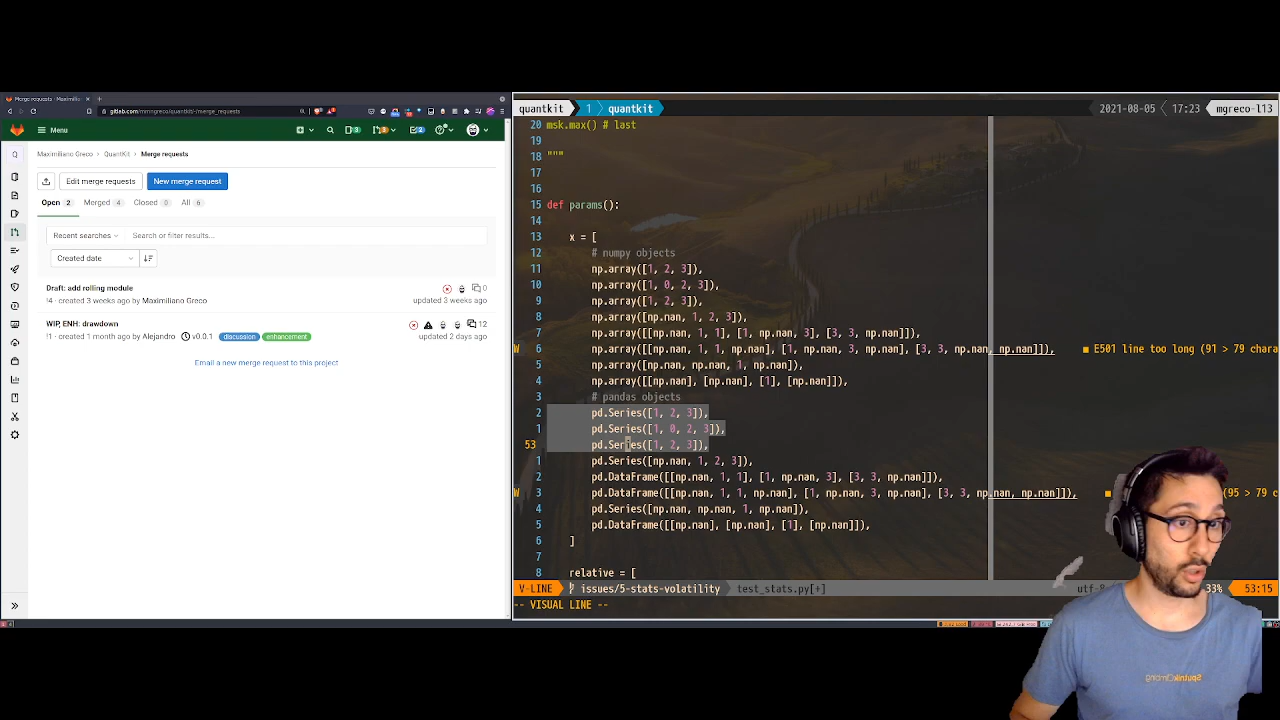 Merge requests · Maximilia
gitlab.com/mmngreco/quantkit/-/merge_requests
Menu
Maximiliano Greco > QuantKit > Merge requests
Edit merge requests
New merge request
Open 2 Merged 4 Closed 0 All 6
Recent searches Search or filter results...
Created date
Draft: add rolling module
0
!4 · created 3 weeks ago by Maximiliano Greco
updated 3 weeks ago
WIP, ENH: drawdown
12
!1 · created 1 month ago by Alejandro v0.0.1 discussion enhancement
updated 2 days ago
Email a new merge request to this project
quantkit 1 quantkit 2021-08-05 < 17:23 mgreco-l13
20 msk.max() # last
19
18 """
17
16
15 def params():
14
13 x = [
12 # numpy objects
11 np.array([1, 2, 3]),
10 np.array([1, 0, 2, 3]),
9 np.array([1, 2, 3]),
8 np.array([np.nan, 1, 2, 3]),
7 np.array([[np.nan, 1, 1], [1, np.nan, 3], [3, 3, np.nan]]),
W 6 np.array([[np.nan, 1, 1, np.nan], [1, np.nan, 3, np.nan], [3, 3, np.nan, np.nan]]), ■ E501 line too long (91 > 79 chara
5 np.array([np.nan, np.nan, 1, np.nan]),
4 np.array([[np.nan], [np.nan], [1], [np.nan]]),
3 # pandas objects
2 pd.Series([1, 2, 3]),
1 pd.Series([1, 0, 2, 3]),
53 pd.Series([1, 2, 3]),
1 pd.Series([np.nan, 1, 2, 3]),
2 pd.DataFrame([[np.nan, 1, 1], [1, np.nan, 3], [3, 3, np.nan]]),
W 3 pd.DataFrame([[np.nan, 1, 1, np.nan], [1, np.nan, 3, np.nan], [3, 3, np.nan, np.nan]]), ■ (95 > 79 c
4 pd.Series([np.nan, np.nan, 1, np.nan]),
5 pd.DataFrame([[np.nan], [np.nan], [1], [np.nan]]),
6 ]
7
8 relative = [
V-LINE issues/5-stats-volatility test_stats.py[+] utf-8 33% 53:15
-- VISUAL LINE --